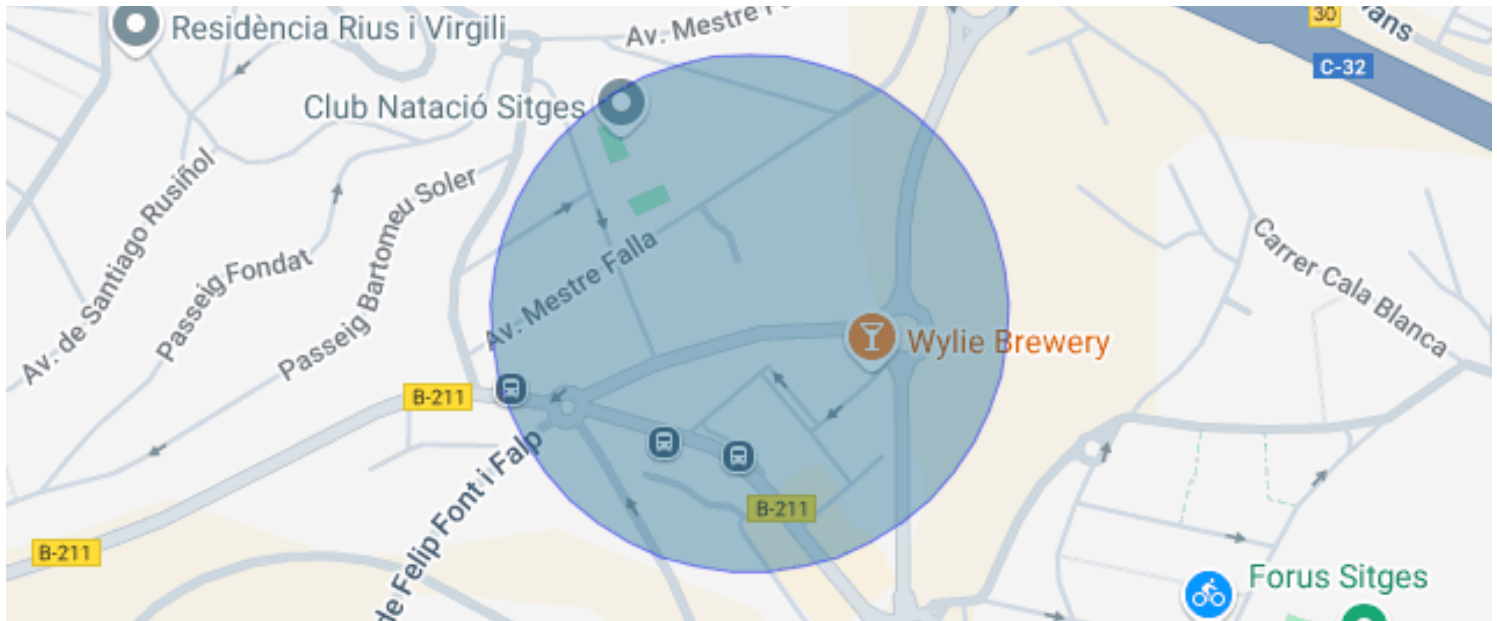 Residència Rius i Virgili
Av. Mestre Fa
30
C-32
Club Natació Sitges
Av. de Santiago Rusiñol
Passeig Fondat
Passeig Bartomeu Soler
Av. Mestre Falla
Carrer Cala Blanca
Wylie Brewery
B-211
de Felip Font i Falp
B-211
B-211
Forus Sitges